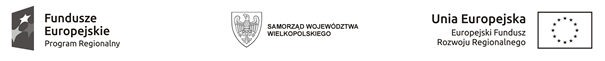 Fundusze
Europejskie
Program Regionalny
SAMORZĄD WOJEWÓDZTWA
WIELKOPOLSKIEGO
Unia Europejska
Europejski Fundusz
Rozwoju Regionalnego